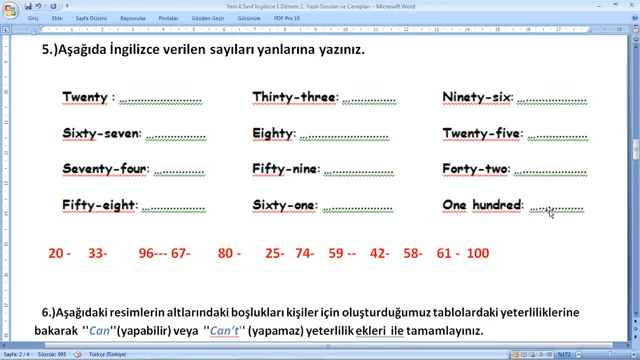 Yeni 4.Sınıf İngilizce 1.Dönem 2. Yazılı Soruları ve Cevapları - Microsoft Word
Giriş Ekle Sayfa Düzeni Başvurular Postalar Gözden Geçir Görünüm PDF Pro 10
5.)Aşağıda İngilizce verilen sayıları yanlarına yazınız.
Twenty : ........................ Thirty-three: ................ Ninety-six: .....................
Sixty-seven: .................. Eighty: ........................... Twenty-five: ..................
Seventy-four: ............... Fifty-nine: ..................... Forty-two: .....................
Fifty-eight: ................... Sixty-one: ..................... One hundred: ................
20 - 33- 96--- 67- 80 - 25- 74- 59 -- 42- 58- 61 - 100
6.)Aşağıdaki resimlerin altlarındaki boşlukları kişiler için oluşturduğumuz tablolardaki yeterliliklerine
bakarak ''Can''(yapabilir) veya ''Can't'' (yapamaz) yeterlilik ekleri ile tamamlayınız.
Sayfa: 2 / 4 Sözcük: 595 Türkçe (Türkiye) %172